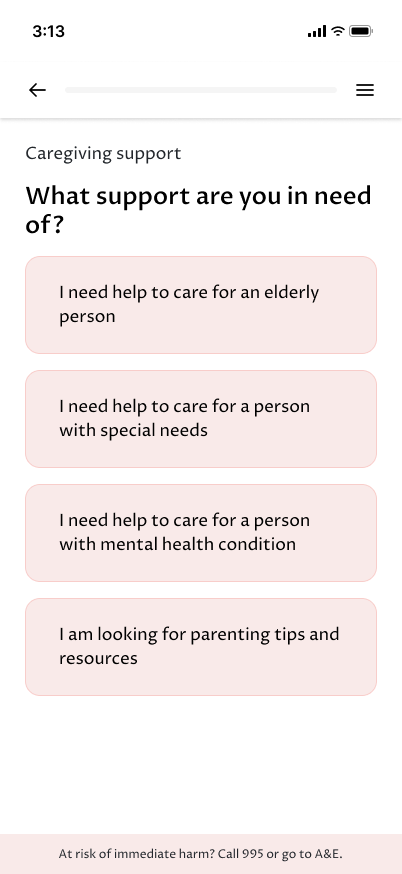 3:13
Caregiving support
What support are you in need
of?
I need help to care for an elderly
person
I need help to care for a person
with special needs
I need help to care for a person
with mental health condition
I am looking for parenting tips and
resources
At risk of immediate harm? Call 995 or go to A&E.